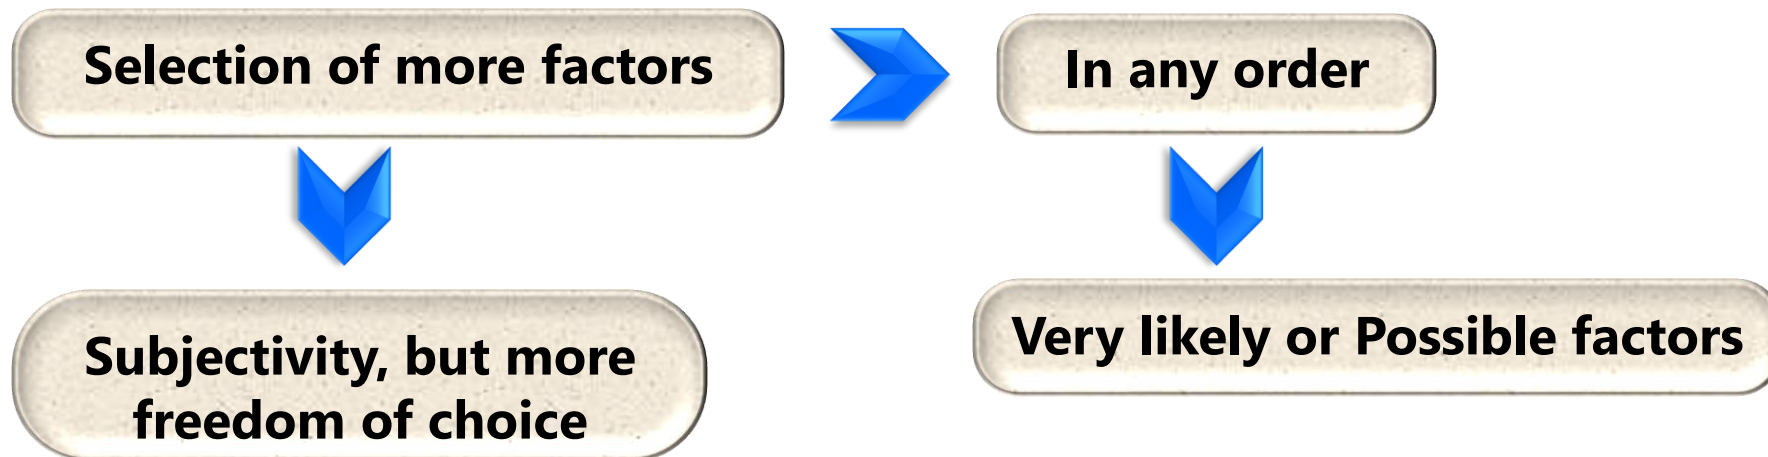 Selection of more factors
In any order
Subjectivity, but more
freedom of choice
Very likely or Possible factors